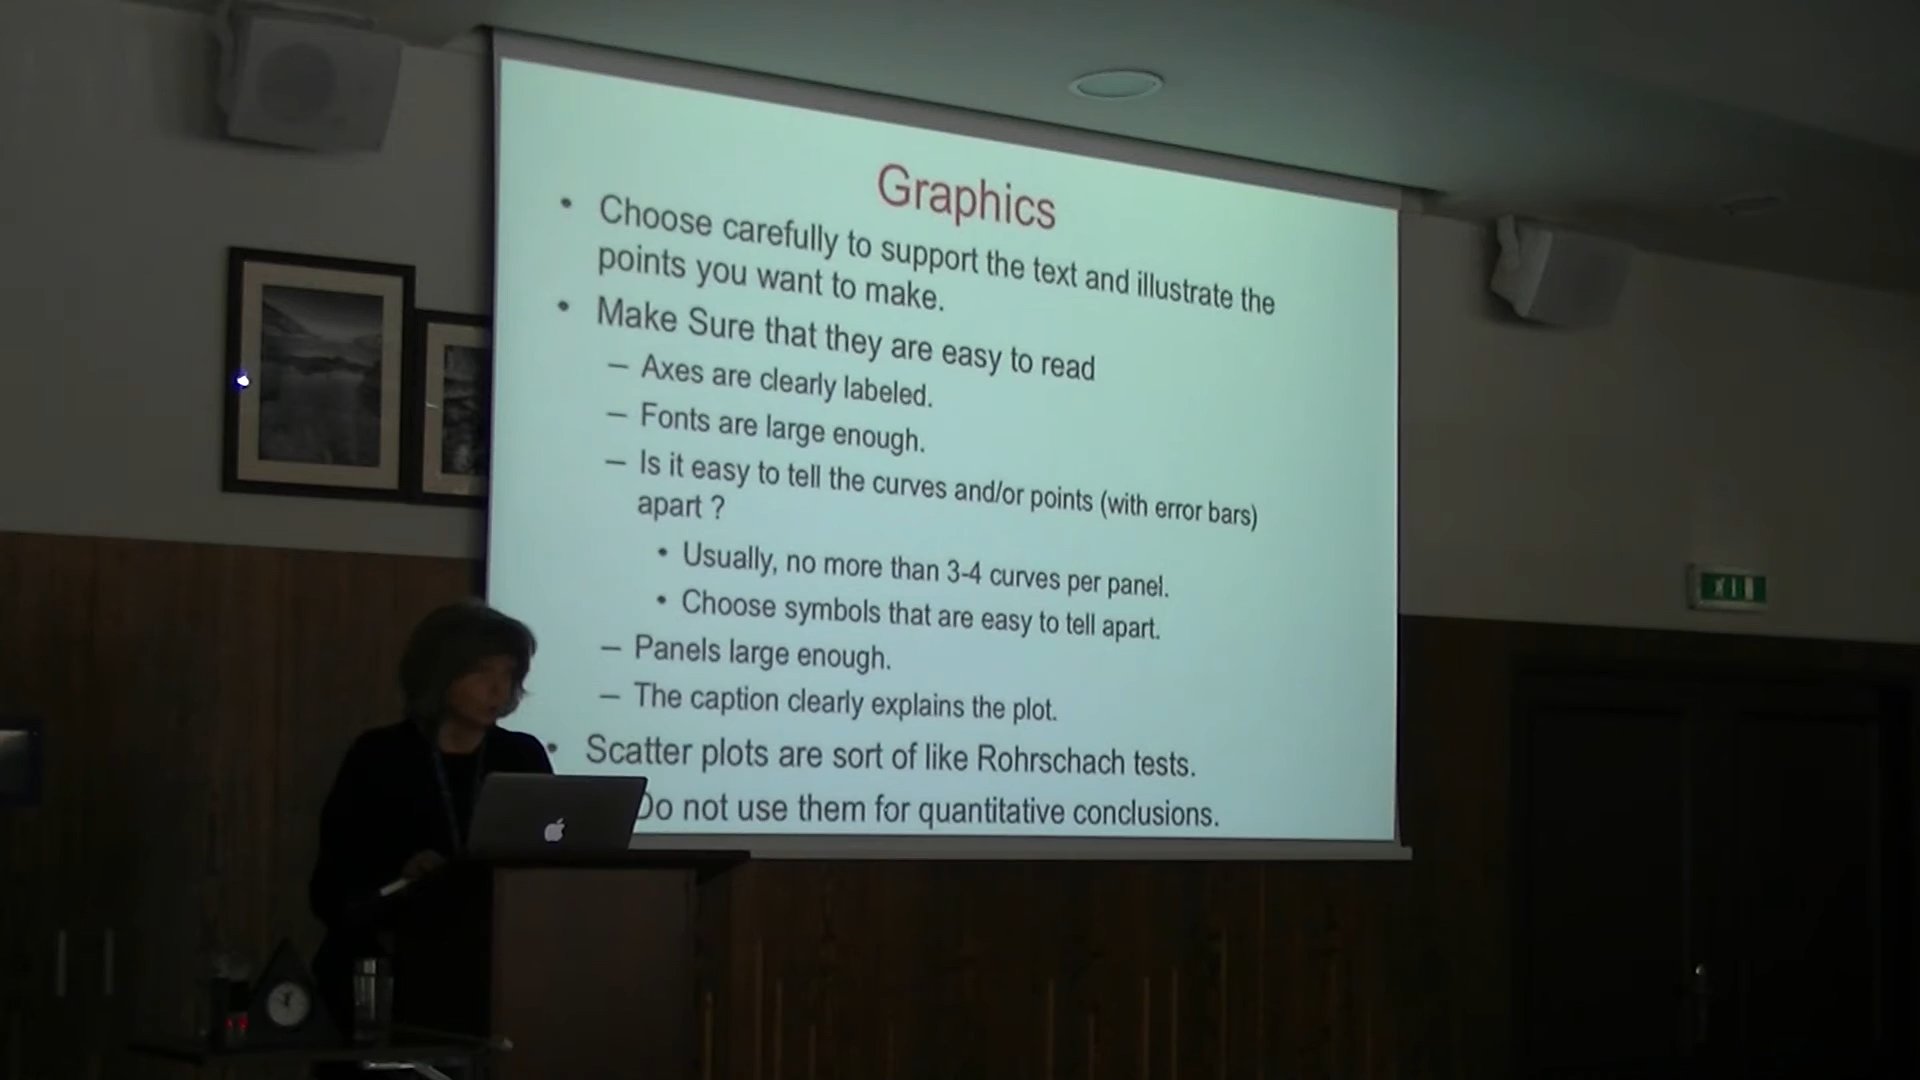 Graphics
• Choose carefully to support the text and illustrate the
points you want to make.
• Make Sure that they are easy to read
– Axes are clearly labeled.
– Fonts are large enough.
– Is it easy to tell the curves and/or points (with error bars)
apart ?
• Usually, no more than 3-4 curves per panel.
• Choose symbols that are easy to tell apart.
– Panels large enough.
– The caption clearly explains the plot.
• Scatter plots are sort of like Rohrschach tests.
Do not use them for quantitative conclusions.